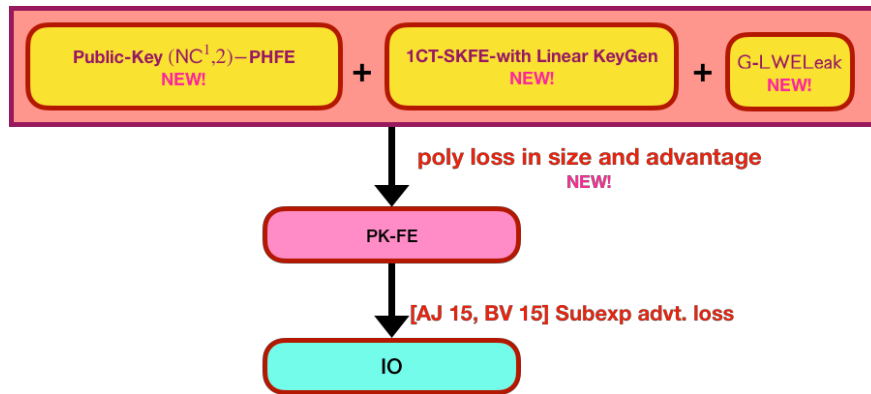 Public-Key (NC¹,2)−PHFE
NEW!
+
1CT-SKFE-with Linear KeyGen
NEW!
+
G-LWELeak
NEW!
poly loss in size and advantage
NEW!
PK-FE
[AJ 15, BV 15] Subexp advt. loss
IO